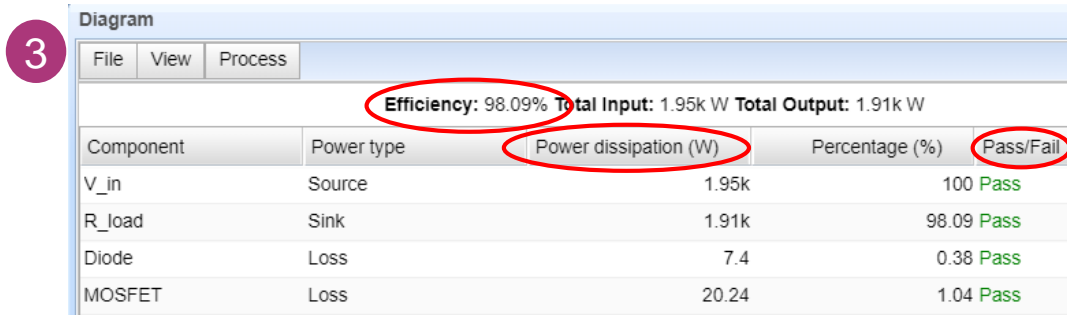 Diagram
3
File View Process
Efficiency: 98.09% Total Input: 1.95k W Total Output: 1.91k W
Component Power type Power dissipation (W) Percentage (%) Pass/Fail
V_in Source 1.95k 100 Pass
R_load Sink 1.91k 98.09 Pass
Diode Loss 7.4 0.38 Pass
MOSFET Loss 20.24 1.04 Pass